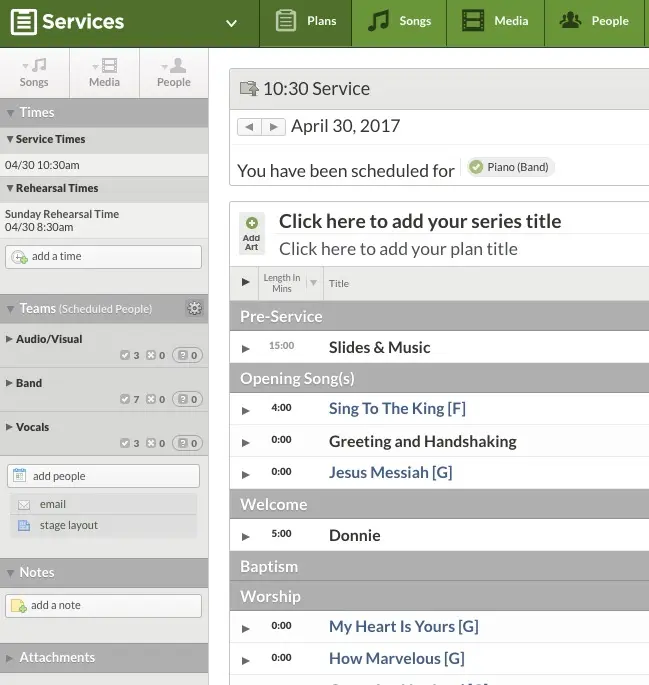 Services
Plans
Songs
Media
People
Songs
Media
People
Times
Service Times
04/30 10:30am
Rehearsal Times
Sunday Rehearsal Time
04/30 8:30am
add a time
Teams (Scheduled People)
Audio/Visual
3 0 0
Band
7 0 0
Vocals
3 0 0
add people
email
stage layout
Notes
add a note
Attachments
10:30 Service
April 30, 2017
You have been scheduled for Piano (Band)
Add
Art
Click here to add your series title
Click here to add your plan title
Length In
Mins
Title
Pre-Service
15:00 Slides & Music
Opening Song(s)
4:00 Sing To The King [F]
0:00 Greeting and Handshaking
0:00 Jesus Messiah [G]
Welcome
5:00 Donnie
Baptism
Worship
0:00 My Heart Is Yours [G]
0:00 How Marvelous [G]